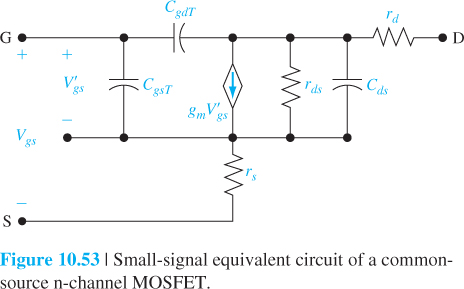 C_gdT
G r_d D
+ +
V'_gs C_gsT r_ds C_ds
g_mV'_gs
−
V_gs
r_s
−
S
Figure 10.53 | Small-signal equivalent circuit of a common-
source n-channel MOSFET.